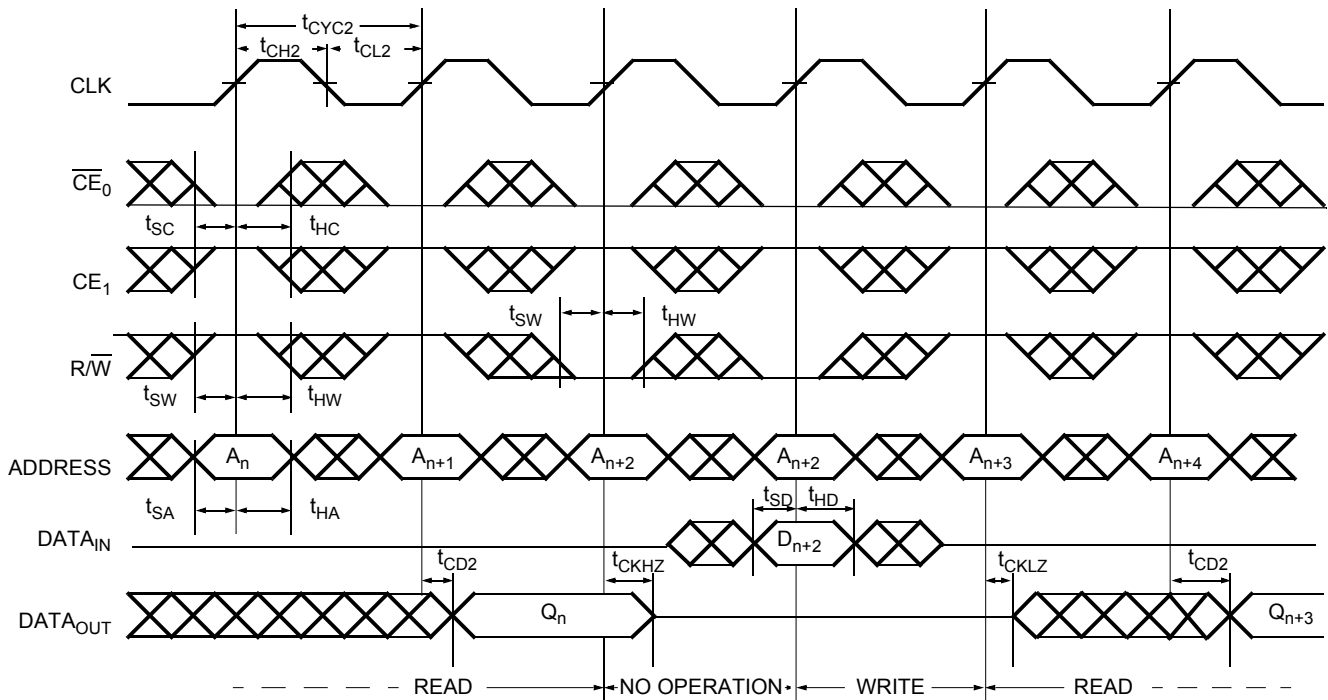 tCYC2
tCH2 tCL2
CLK
CE0
tSC tHC
CE1
tSW tHW
R/W
tSW tHW
ADDRESS An An+1 An+2 An+2 An+3 An+4
tSA tHA tSD tHD
DATAIN Dn+2
tCD2 tCKHZ tCKLZ tCD2
DATAOUT Qn Qn+3
READ NO OPERATION WRITE READ